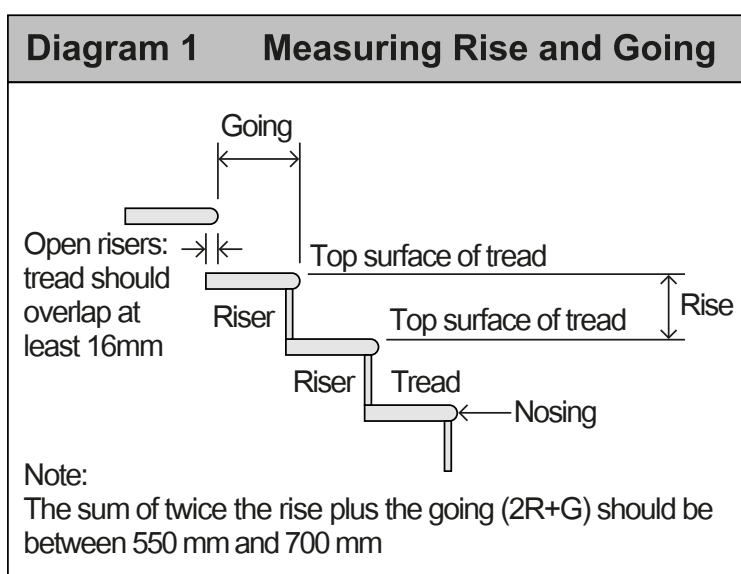 Diagram 1 Measuring Rise and Going
Going
Open risers:
tread should
overlap at
least 16mm
Top surface of tread
Rise
Riser
Top surface of tread
Riser
Tread
Nosing
Note:
The sum of twice the rise plus the going (2R+G) should be
between 550 mm and 700 mm